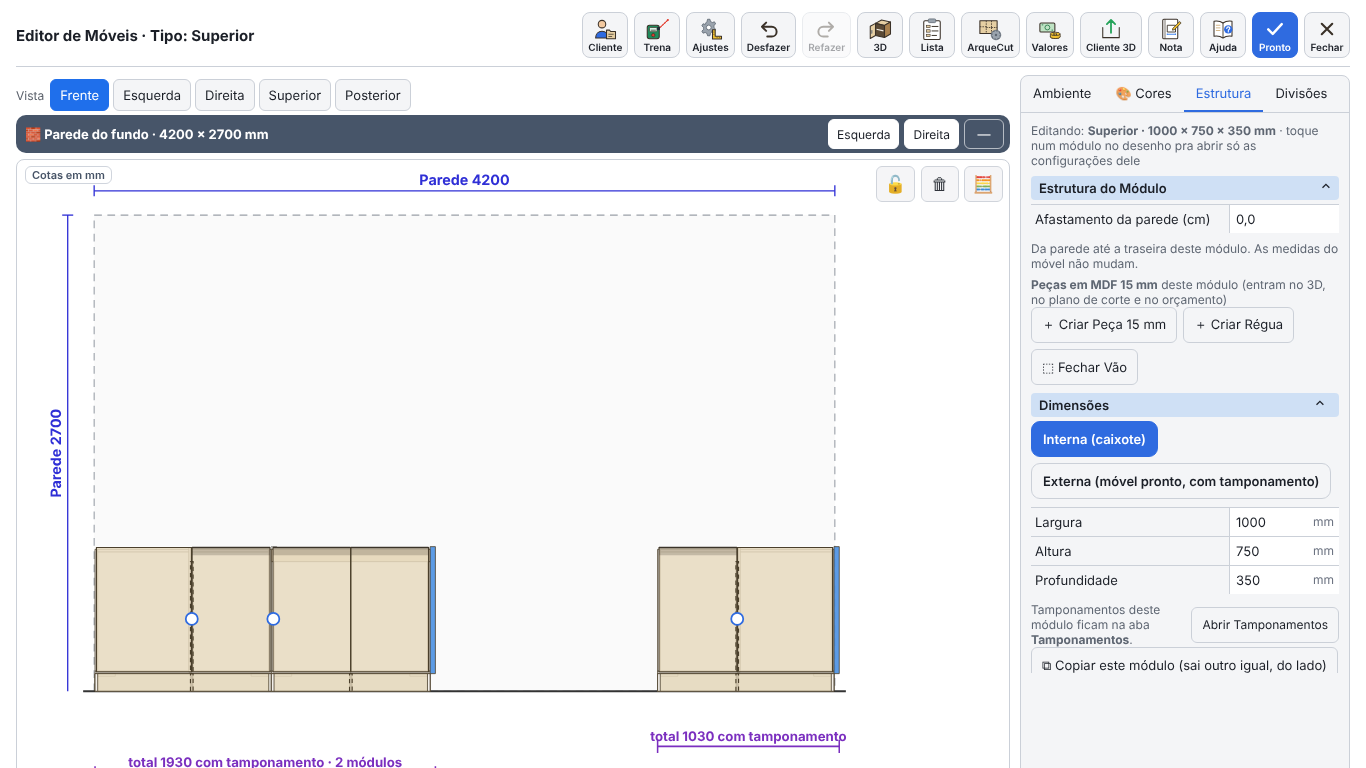 Editor de Móveis · Tipo: Superior
Cliente
Trena
Ajustes
Desfazer
Refazer
3D
Lista
ArqueCut
Valores
Cliente 3D
Nota
Ajuda
Pronto
Fechar
Vista
Frente
Esquerda
Direita
Superior
Posterior
Parede do fundo · 4200 × 2700 mm
Esquerda
Direita
—
Cotas em mm
Parede 4200
Parede 2700
total 1030 com tamponamento
total 1930 com tamponamento · 2 módulos
Ambiente
Cores
Estrutura
Divisões
Editando: Superior · 1000 × 750 × 350 mm · toque
num módulo no desenho pra abrir só as
configurações dele
Estrutura do Módulo
Afastamento da parede (cm)
0,0
Da parede até a traseira deste módulo. As medidas do
móvel não mudam.
Peças em MDF 15 mm deste módulo (entram no 3D,
no plano de corte e no orçamento)
+ Criar Peça 15 mm
+ Criar Régua
Fechar Vão
Dimensões
Interna (caixote)
Externa (móvel pronto, com tamponamento)
Largura
1000 mm
Altura
750 mm
Profundidade
350 mm
Tamponamentos deste
módulo ficam na aba
Tamponamentos.
Abrir Tamponamentos
Copiar este módulo (sai outro igual, do lado)